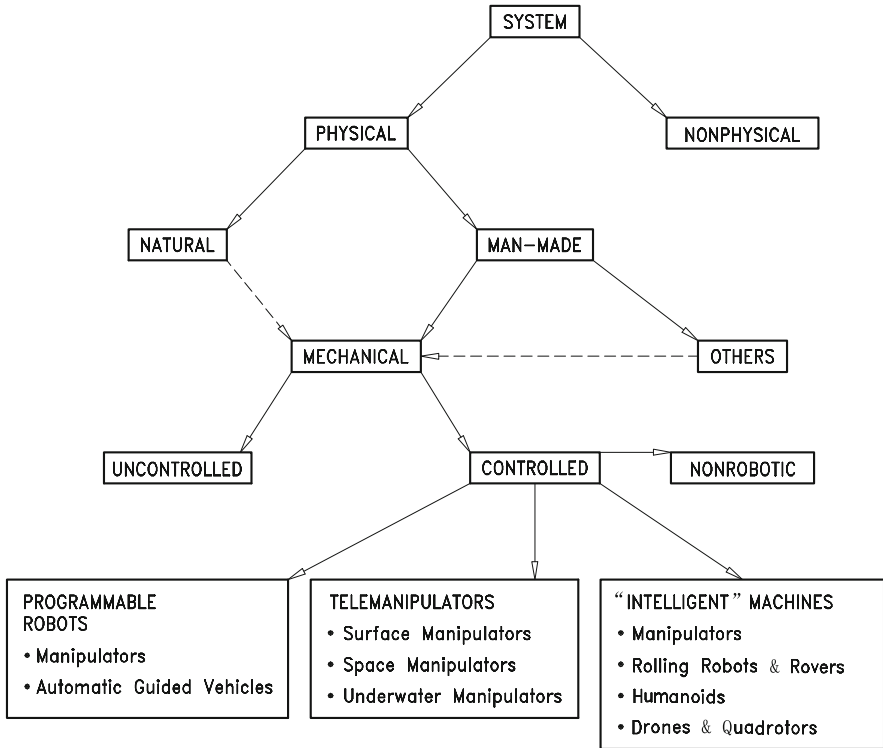 SYSTEM
PHYSICAL
NONPHYSICAL
NATURAL
MAN-MADE
MECHANICAL
OTHERS
UNCONTROLLED
CONTROLLED
NONROBOTIC
PROGRAMMABLE
ROBOTS
• Manipulators
• Automatic Guided Vehicles
TELEMANIPULATORS
• Surface Manipulators
• Space Manipulators
• Underwater Manipulators
“INTELLIGENT” MACHINES
• Manipulators
• Rolling Robots & Rovers
• Humanoids
• Drones & Quadrotors